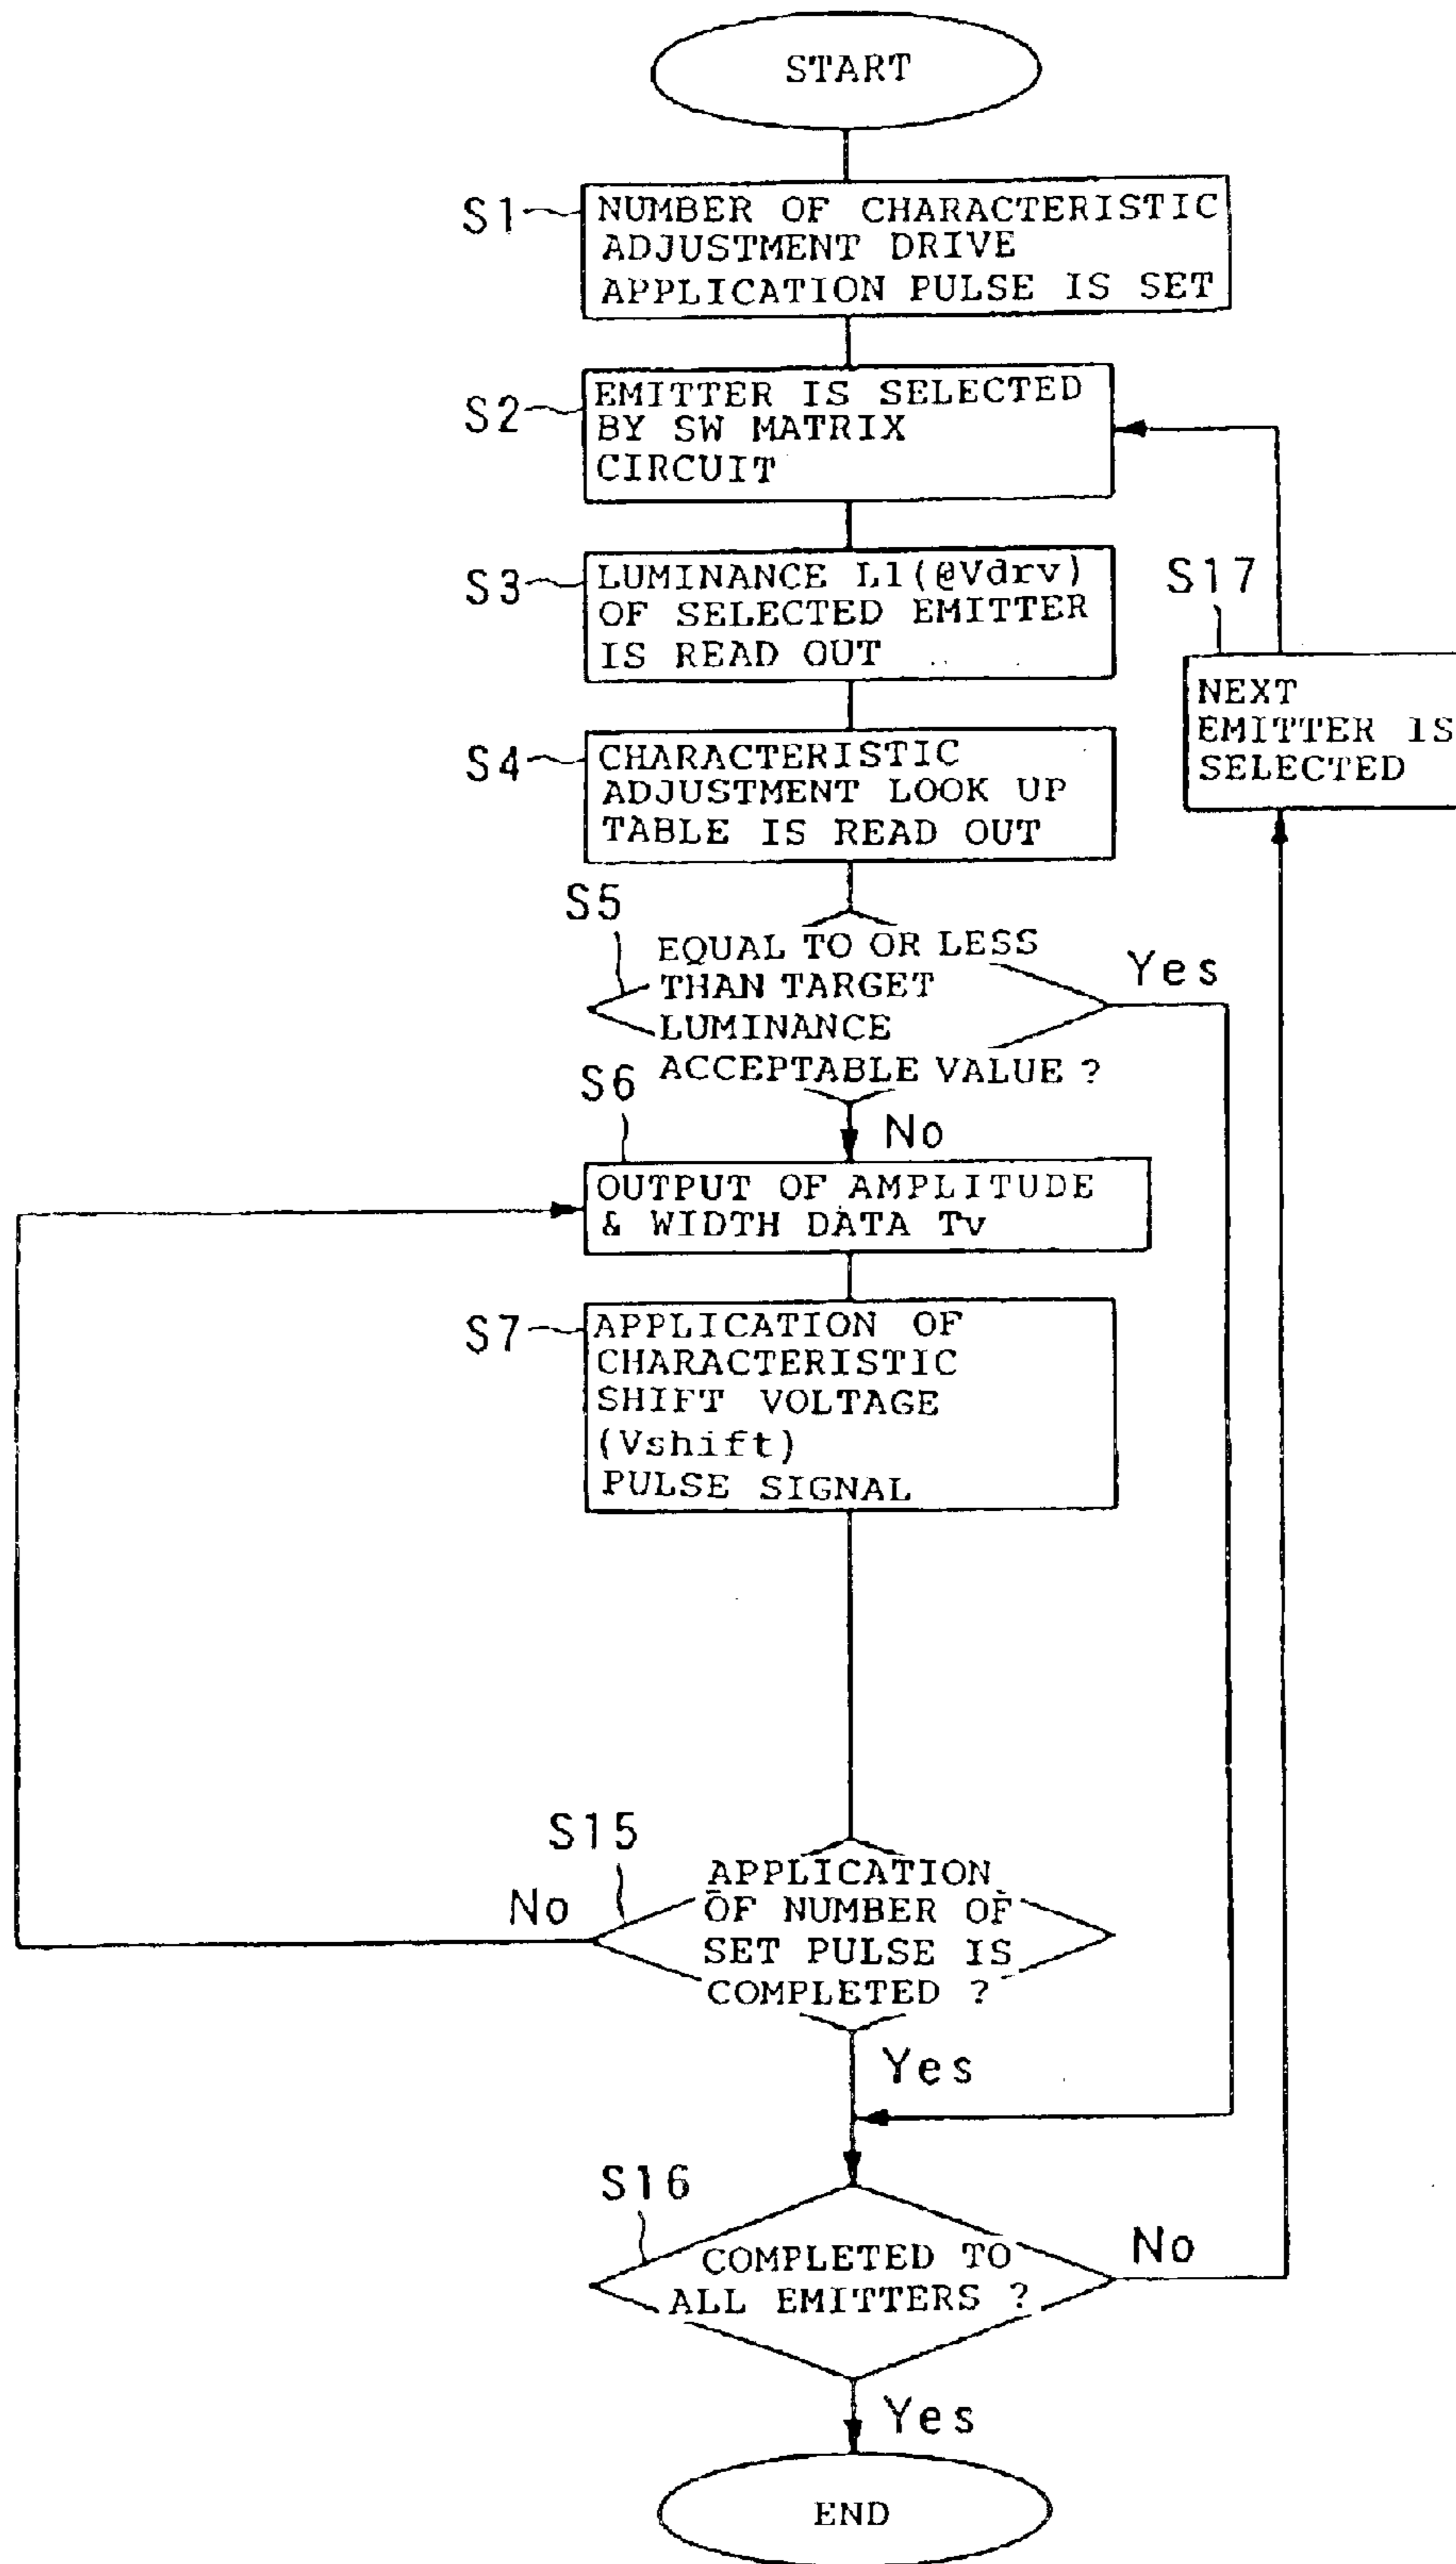 START
S1
NUMBER OF CHARACTERISTIC
ADJUSTMENT DRIVE
APPLICATION PULSE IS SET
S2
EMITTER IS SELECTED
BY SW MATRIX
CIRCUIT
S3
LUMINANCE L1(@Vdrv)
OF SELECTED EMITTER
IS READ OUT
S17
NEXT
EMITTER IS
SELECTED
S4
CHARACTERISTIC
ADJUSTMENT LOOK UP
TABLE IS READ OUT
S5
EQUAL TO OR LESS
THAN TARGET
LUMINANCE
ACCEPTABLE VALUE ?
Yes
No
S6
OUTPUT OF AMPLITUDE
& WIDTH DATA Tv
S7
APPLICATION OF
CHARACTERISTIC
SHIFT VOLTAGE
(Vshift)
PULSE SIGNAL
S15
APPLICATION
OF NUMBER OF
SET PULSE IS
COMPLETED ?
No
Yes
S16
COMPLETED TO
ALL EMITTERS ?
No
Yes
END